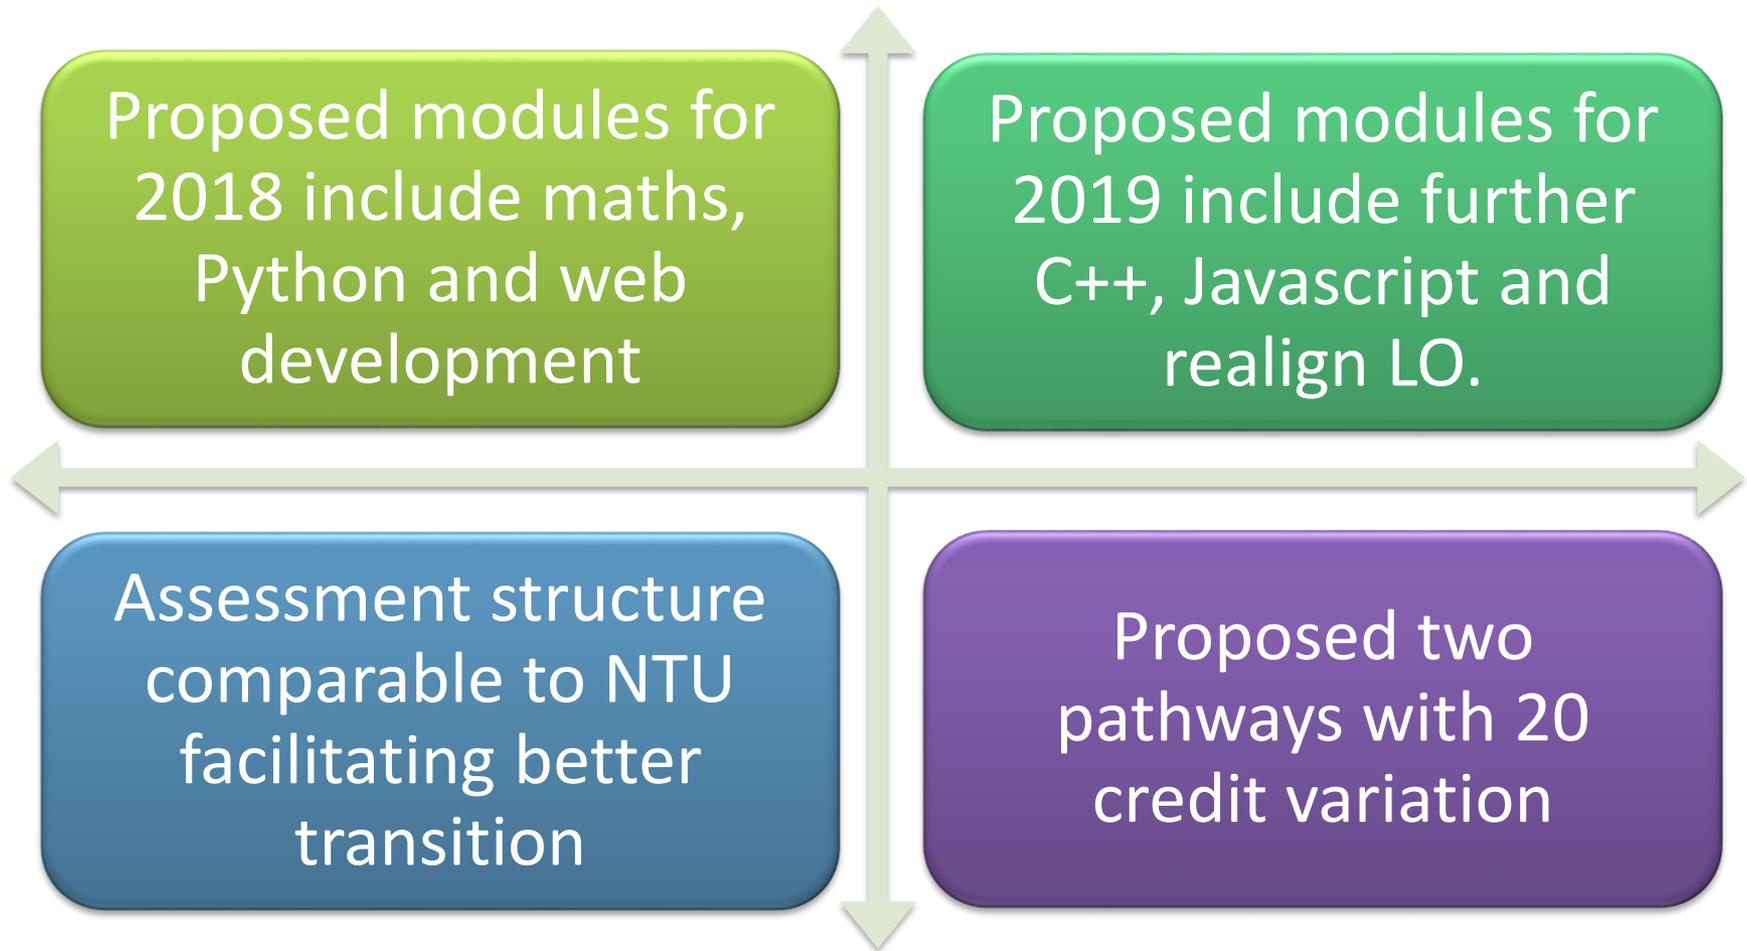 Proposed modules for
2018 include maths,
Python and web
development
Proposed modules for
2019 include further
C++, Javascript and
realign LO.
Assessment structure
comparable to NTU
facilitating better
transition
Proposed two
pathways with 20
credit variation